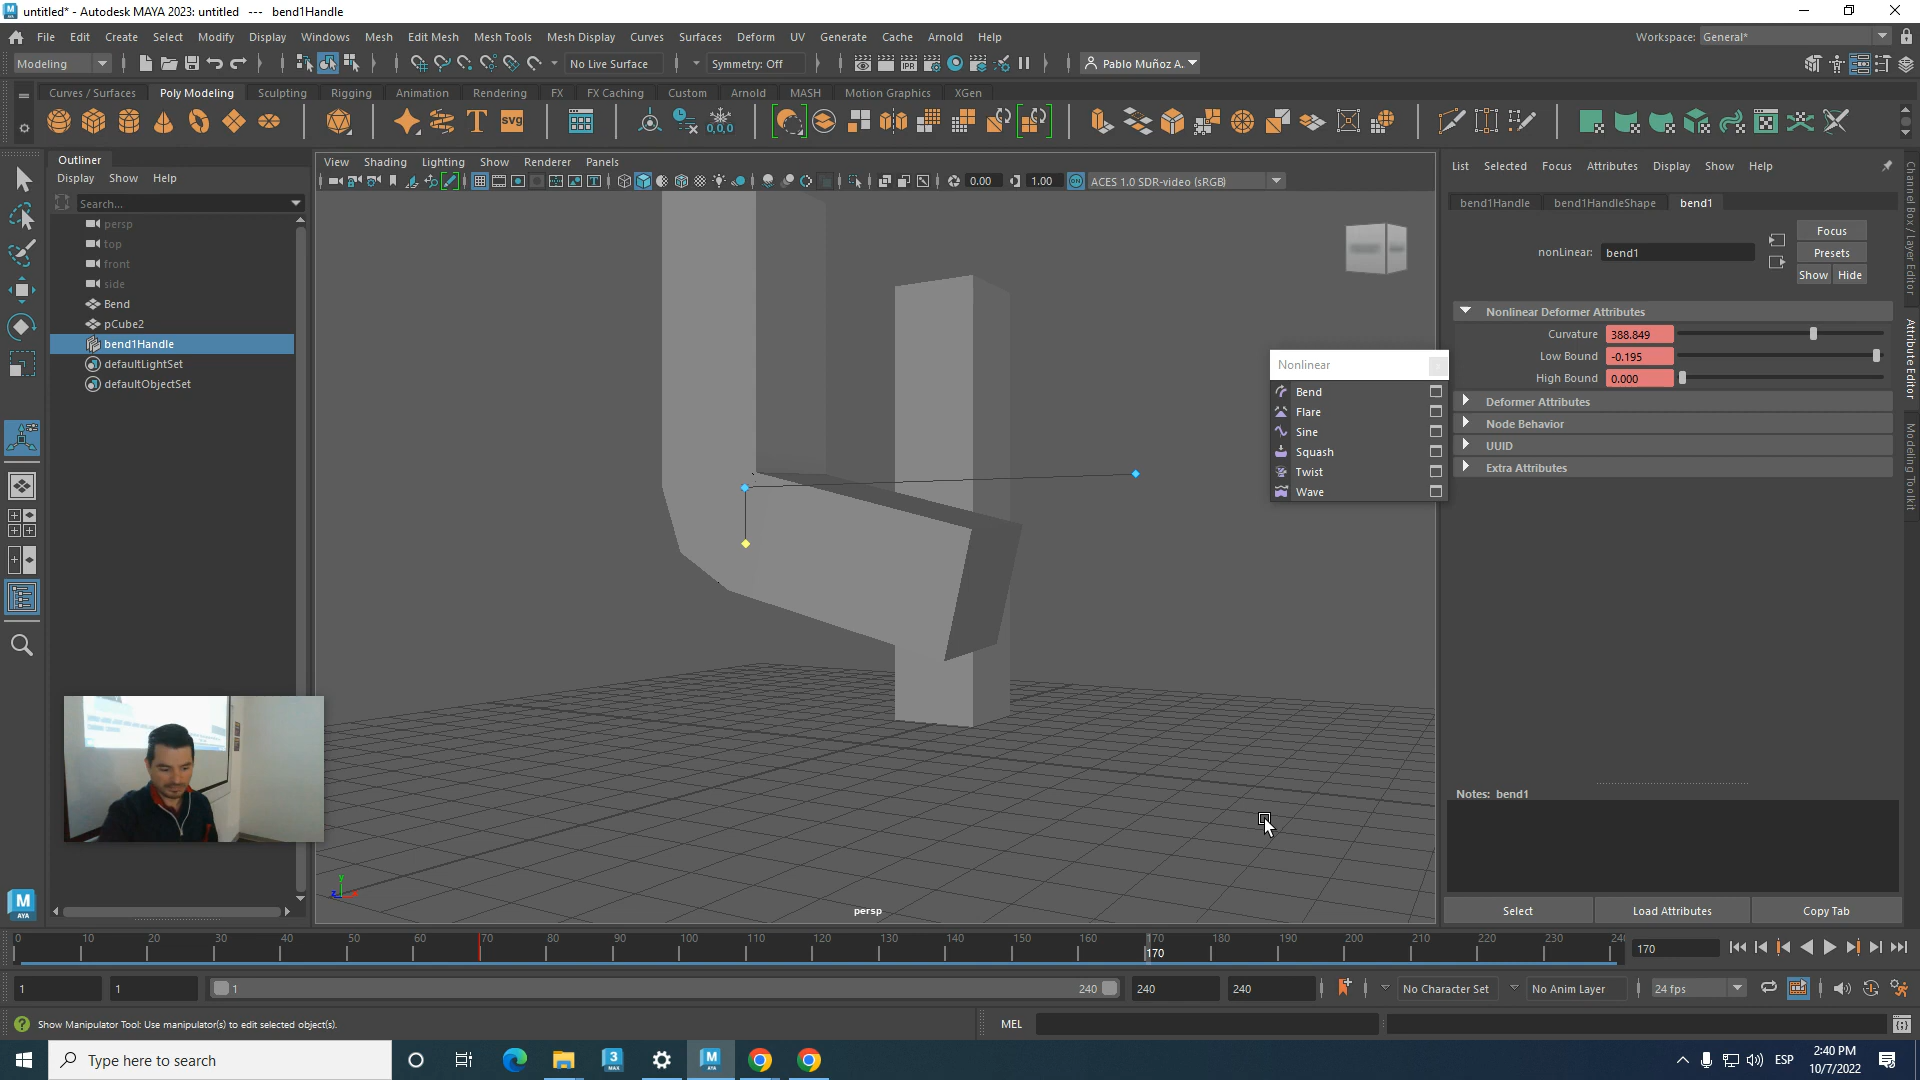 untitled* - Autodesk MAYA 2023: untitled --- bend1Handle
File Edit Create Select Modify Display Windows Mesh Edit Mesh Mesh Tools Mesh Display Curves Surfaces Deform UV Generate Cache Arnold Help
Workspace: General*
Modeling
No Live Surface
Symmetry: Off
Pablo Muñoz A.
Curves / Surfaces Poly Modeling Sculpting Rigging Animation Rendering FX FX Caching Custom Arnold MASH Motion Graphics XGen
Outliner
Display Show Help
Search...
persp
top
front
side
Bend
pCube2
bend1Handle
defaultLightSet
defaultObjectSet
View Shading Lighting Show Renderer Panels
0.00
1.00
ACES 1.0 SDR-video (sRGB)
persp
Nonlinear
Bend
Flare
Sine
Squash
Twist
Wave
List Selected Focus Attributes Display Show Help
bend1Handle bend1HandleShape bend1
nonLinear: bend1
Focus
Presets
Show Hide
Nonlinear Deformer Attributes
Curvature 388.849
Low Bound -0.195
High Bound 0.000
Deformer Attributes
Node Behavior
UUID
Extra Attributes
Notes: bend1
Select Load Attributes Copy Tab
Channel Box / Layer Editor
Attribute Editor
Modeling Toolkit
0 10 20 30 40 50 60 70 80 90 100 110 120 130 140 150 160 170 180 190 200 210 220 230 240
170
170
1
1
1
240
240
240
No Character Set
No Anim Layer
24 fps
Show Manipulator Tool: Use manipulator(s) to edit selected object(s).
MEL
Type here to search
ESP
2:40 PM
10/7/2022